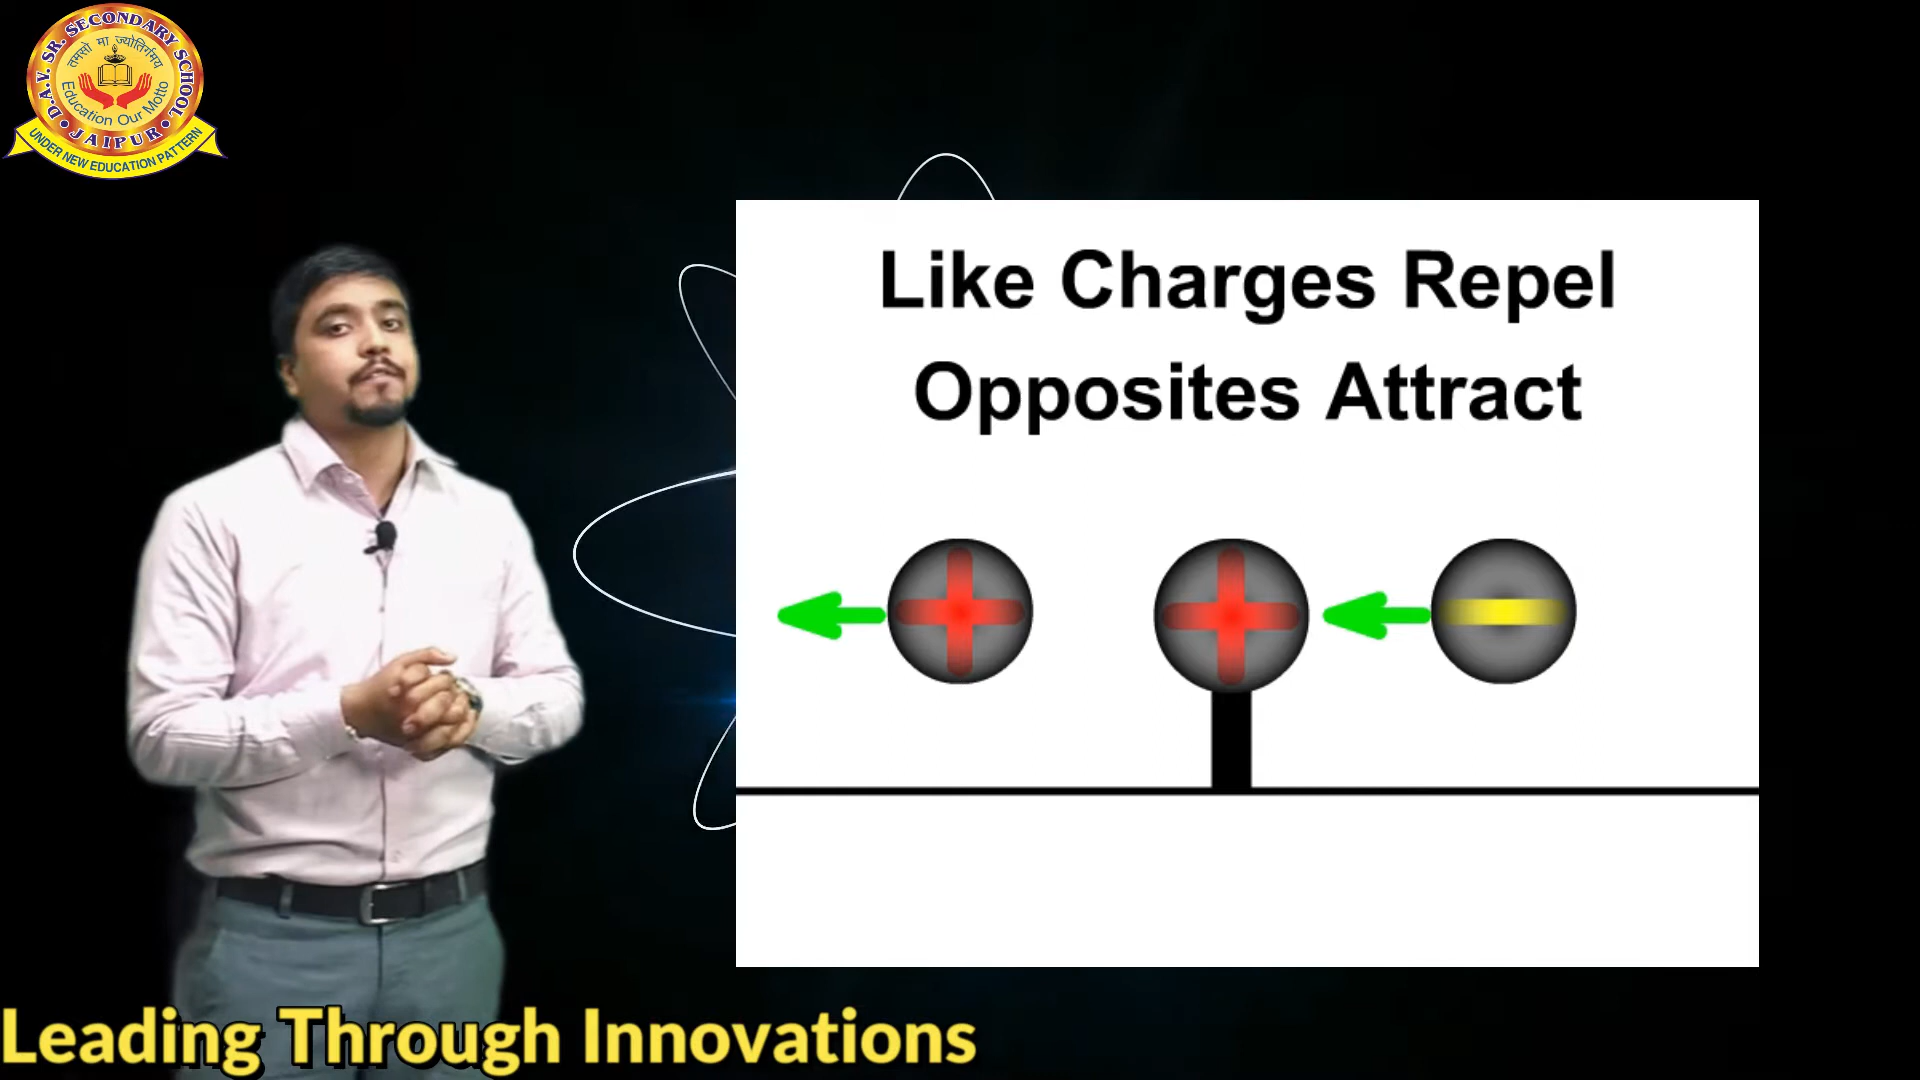 D.A.V. SR. SECONDARY SCHOOL
तमसो मा ज्योतिर्गमय
Education Our Motto
• JAIPUR •
UNDER NEW EDUCATION PATTERN
Like Charges Repel
Opposites Attract
Leading Through Innovations